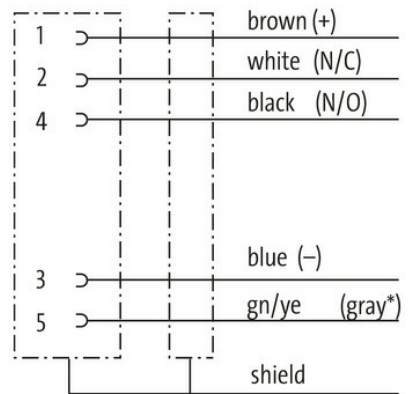 1 brown (+)
2 white (N/C)
4 black (N/O)
3 blue (–)
5 gn/ye (gray*)
shield